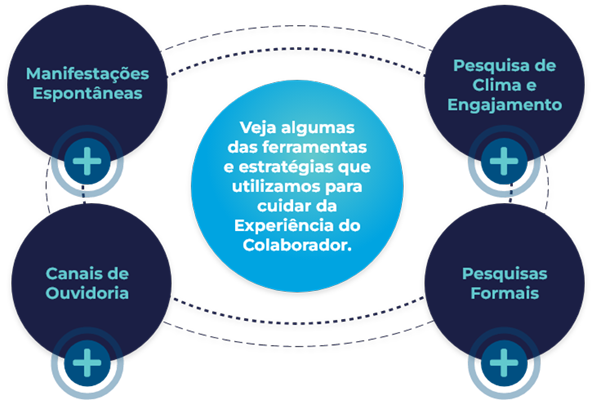 Manifestações
Espontâneas
Pesquisa de
Clima e
Engajamento
Veja algumas
das ferramentas
e estratégias que
utilizamos para
cuidar da
Experiência do
Colaborador.
Canais de
Ouvidoria
Pesquisas
Formais